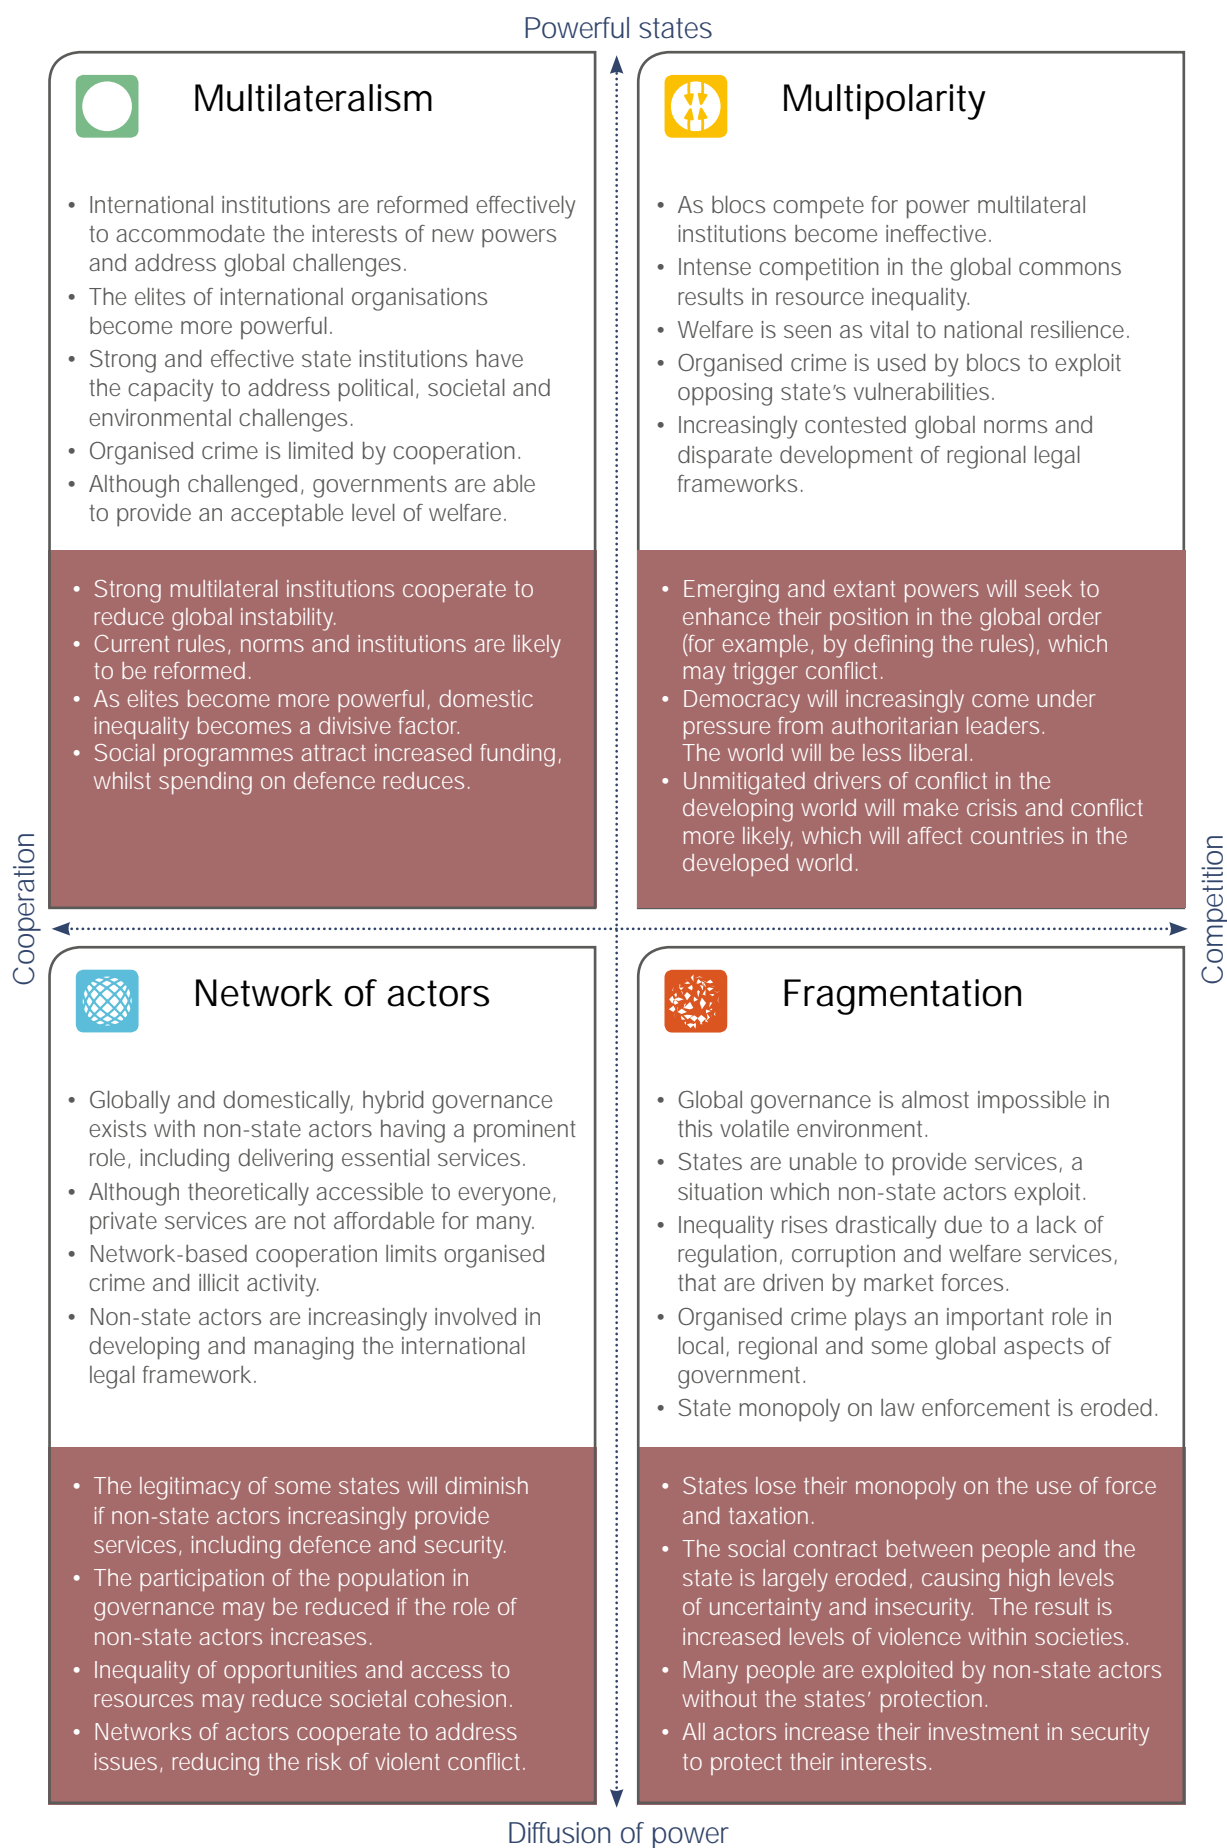 Powerful states
Multilateralism
• International institutions are reformed effectively
to accommodate the interests of new powers
and address global challenges.
• The elites of international organisations
become more powerful.
• Strong and effective state institutions have
the capacity to address political, societal and
environmental challenges.
• Organised crime is limited by cooperation.
• Although challenged, governments are able
to provide an acceptable level of welfare.
• Strong multilateral institutions cooperate to
reduce global instability.
• Current rules, norms and institutions are likely
to be reformed.
• As elites become more powerful, domestic
inequality becomes a divisive factor.
• Social programmes attract increased funding,
whilst spending on defence reduces.
Multipolarity
• As blocs compete for power multilateral
institutions become ineffective.
• Intense competition in the global commons
results in resource inequality.
• Welfare is seen as vital to national resilience.
• Organised crime is used by blocs to exploit
opposing state's vulnerabilities.
• Increasingly contested global norms and
disparate development of regional legal
frameworks.
• Emerging and extant powers will seek to
enhance their position in the global order
(for example, by defining the rules), which
may trigger conflict.
• Democracy will increasingly come under
pressure from authoritarian leaders.
The world will be less liberal.
• Unmitigated drivers of conflict in the
developing world will make crisis and conflict
more likely, which will affect countries in the
developed world.
Cooperation
Competition
Network of actors
• Globally and domestically, hybrid governance
exists with non-state actors having a prominent
role, including delivering essential services.
• Although theoretically accessible to everyone,
private services are not affordable for many.
• Network-based cooperation limits organised
crime and illicit activity.
• Non-state actors are increasingly involved in
developing and managing the international
legal framework.
• The legitimacy of some states will diminish
if non-state actors increasingly provide
services, including defence and security.
• The participation of the population in
governance may be reduced if the role of
non-state actors increases.
• Inequality of opportunities and access to
resources may reduce societal cohesion.
• Networks of actors cooperate to address
issues, reducing the risk of violent conflict.
Fragmentation
• Global governance is almost impossible in
this volatile environment.
• States are unable to provide services, a
situation which non-state actors exploit.
• Inequality rises drastically due to a lack of
regulation, corruption and welfare services,
that are driven by market forces.
• Organised crime plays an important role in
local, regional and some global aspects of
government.
• State monopoly on law enforcement is eroded.
• States lose their monopoly on the use of force
and taxation.
• The social contract between people and the
state is largely eroded, causing high levels
of uncertainty and insecurity.  The result is
increased levels of violence within societies.
• Many people are exploited by non-state actors
without the states' protection.
• All actors increase their investment in security
to protect their interests.
Diffusion of power